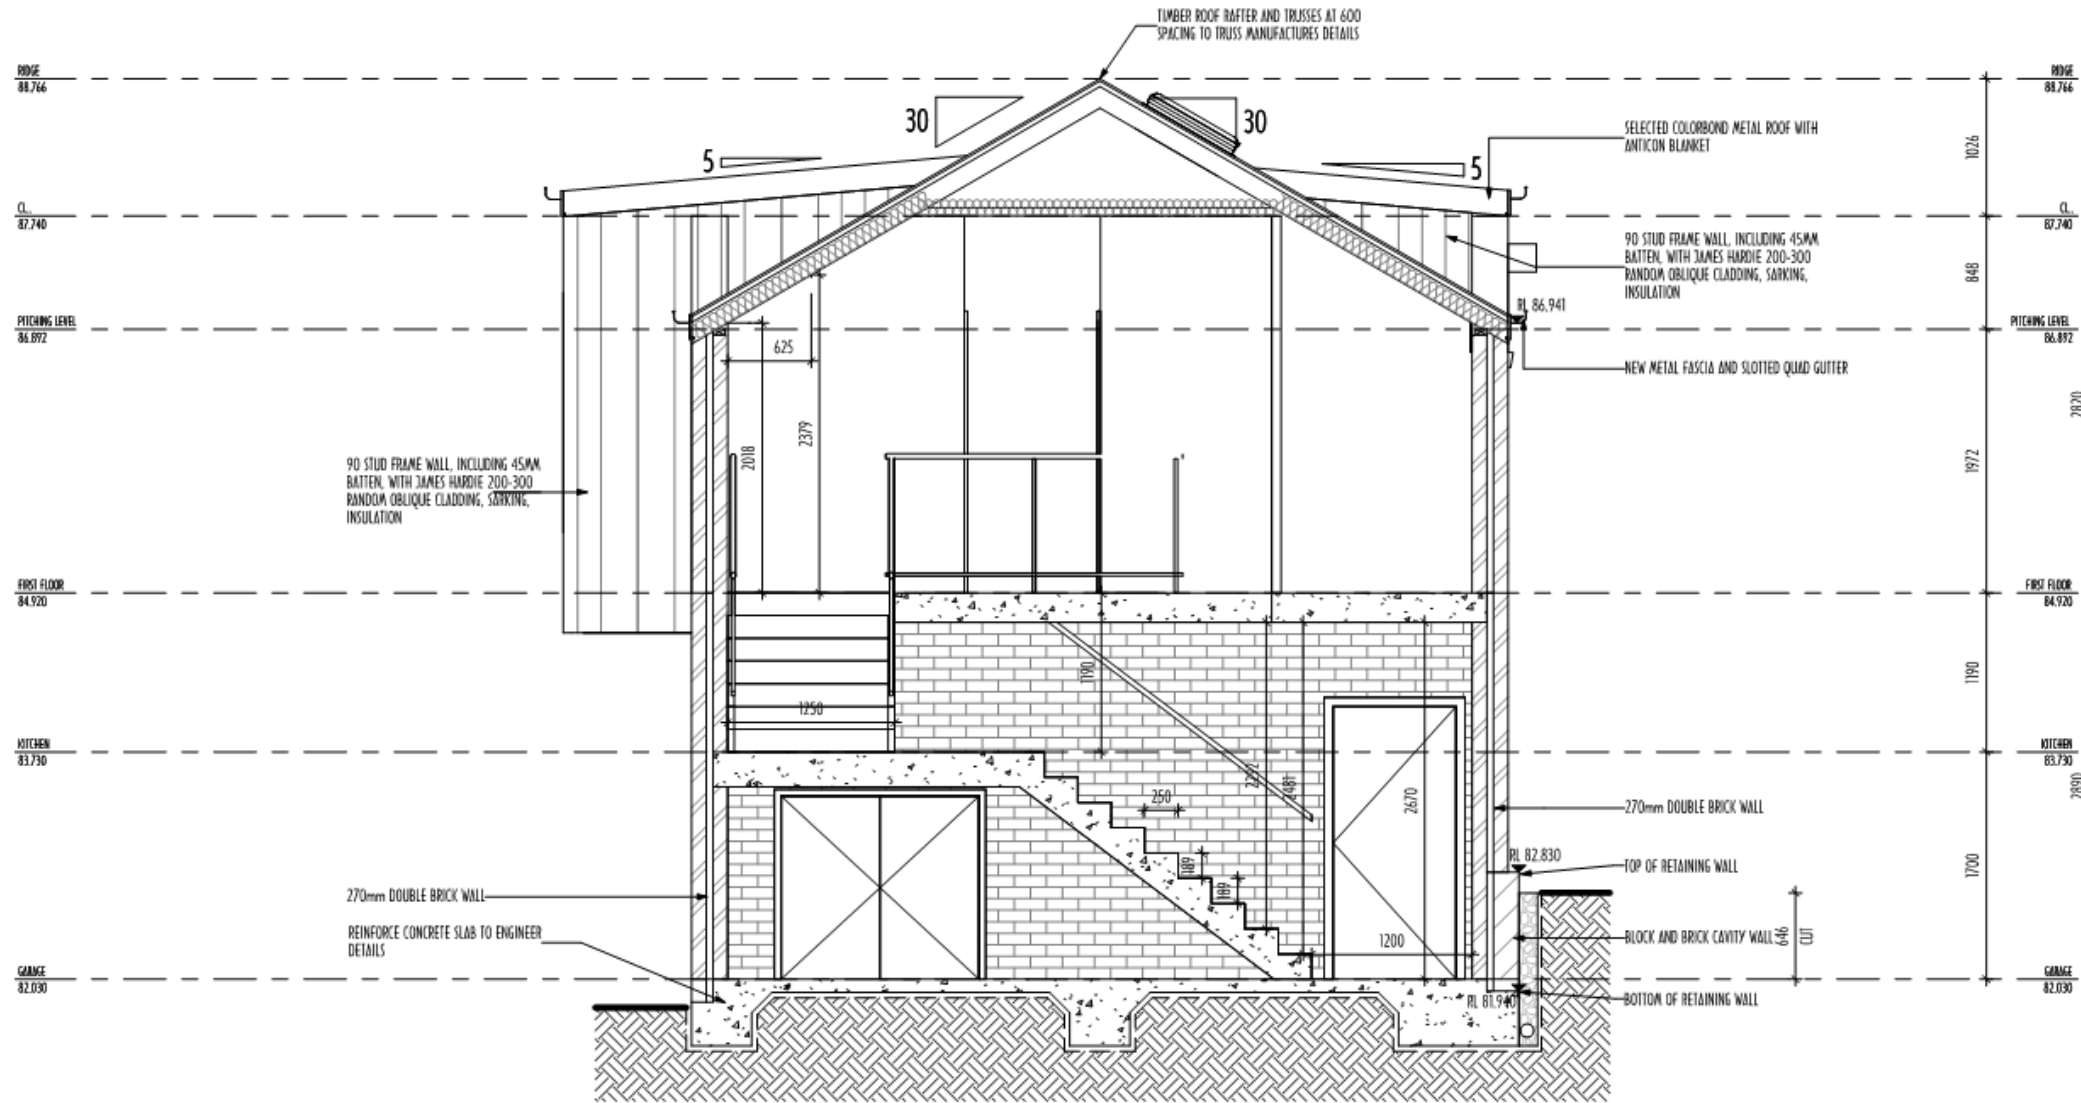 TIMBER ROOF RAFTER AND TRUSSES AT 600
SPACING TO TRUSS MANUFACTURES DETAILS
RIDGE
88.766
RIDGE
88.766
30
30
SELECTED COLORBOND METAL ROOF WITH
ANTICON BLANKET
1026
5
5
CL.
87.740
CL.
87.740
90 STUD FRAME WALL, INCLUDING 45MM
BATTEN, WITH JAMES HARDIE 200-300
RANDOM OBLIQUE CLADDING, SARKING,
INSULATION
848
RL 86.941
PITCHING LEVEL
86.892
PITCHING LEVEL
86.892
625
NEW METAL FASCIA AND SLOTTED QUAD GUTTER
2820
2018
2379
1972
90 STUD FRAME WALL, INCLUDING 45MM
BATTEN, WITH JAMES HARDIE 200-300
RANDOM OBLIQUE CLADDING, SARKING,
INSULATION
FIRST FLOOR
84.920
FIRST FLOOR
84.920
1190
1190
1250
KITCHEN
83.730
KITCHEN
83.730
2481
2670
250
2890
270mm DOUBLE BRICK WALL
RL 82.830
TOP OF RETAINING WALL
189
189
1700
270mm DOUBLE BRICK WALL
REINFORCE CONCRETE SLAB TO ENGINEER
DETAILS
1200
BLOCK AND BRICK CAVITY WALL
646
CUT
GARAGE
82.030
GARAGE
82.030
RL 81.940
BOTTOM OF RETAINING WALL